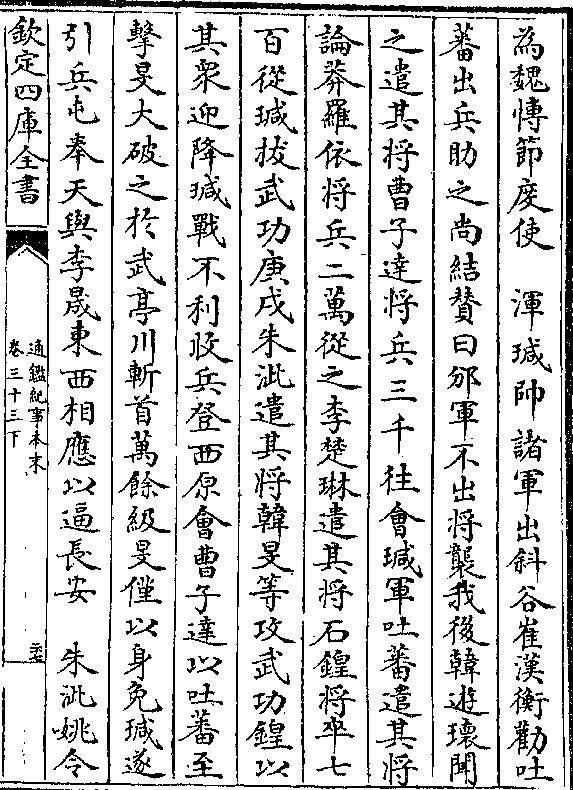 為魏博節度使　渾瑊帥諸軍出斜谷崔漢衡勸吐
蕃出兵助之尚結贊曰邠軍不出將襲我後韓遊瓌聞
之遣其將曹子達將兵三千往會瑊軍吐蕃遣其將
論莽羅依將兵二萬從之李楚琳遣其將石鍠將卒七
百從瑊拔武功庚戌朱泚遣其將韓旻等攻武功鍠以
其衆迎降瑊戰不利收兵登西原會曹子達以吐蕃至
擊旻大破之於武亭川斬首萬餘級旻僅以身免瑊遂
引兵屯奉天與李晟東西相應以逼長安　朱泚姚令
欽定四庫全書
通鑑紀事本末
卷三十三下